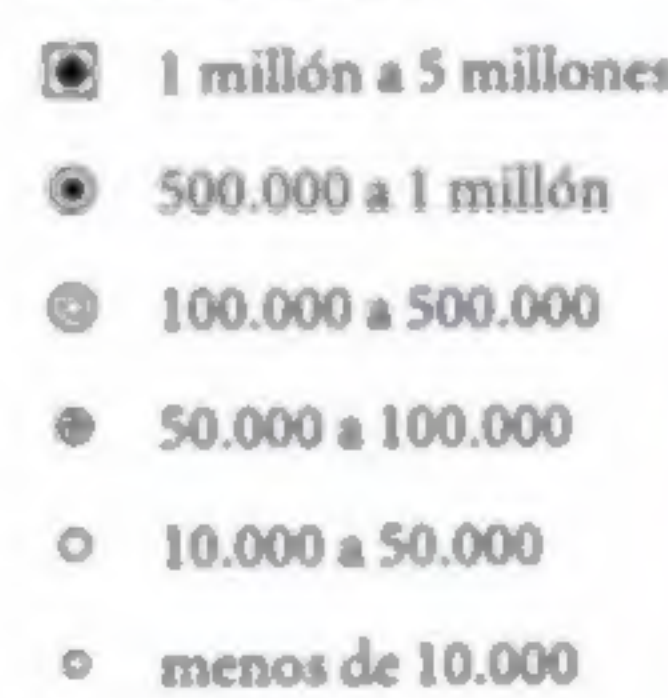 1 millón a 5 millones
500.000 a 1 millón
100.000 a 500.000
50.000 a 100.000
10.000 a 50.000
menos de 10.000